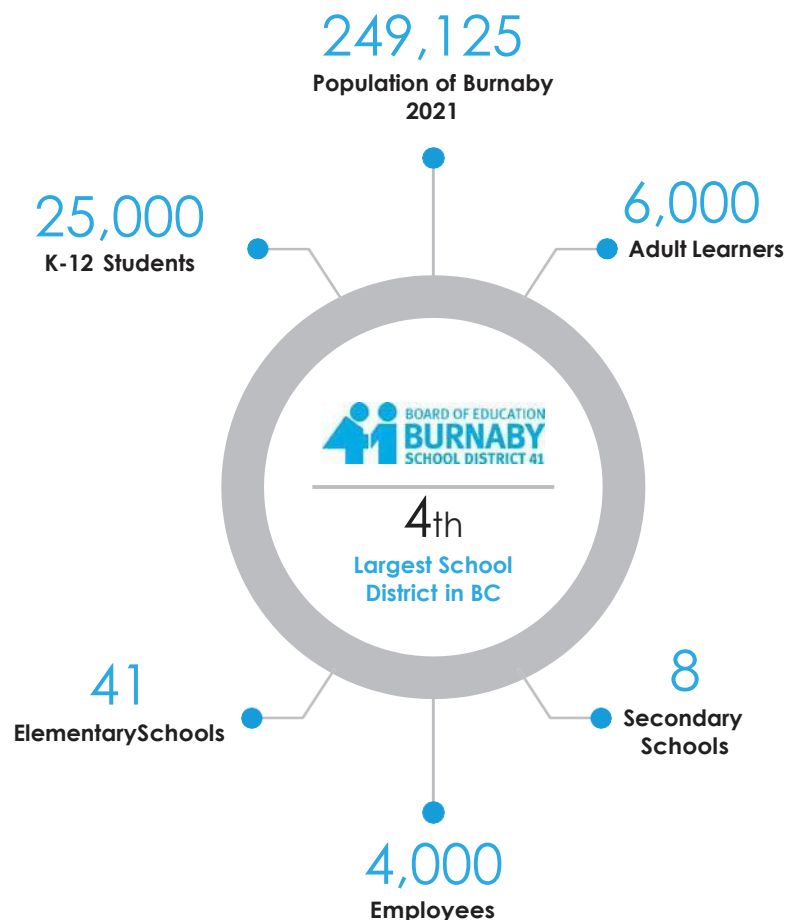 249,125
Population of Burnaby
2021
25,000
K-12 Students
6,000
Adult Learners
41
BOARD OF EDUCATION
BURNABY
SCHOOL DISTRICT 41
4th
Largest School
District in BC
41
ElementarySchools
8
Secondary
Schools
4,000
Employees